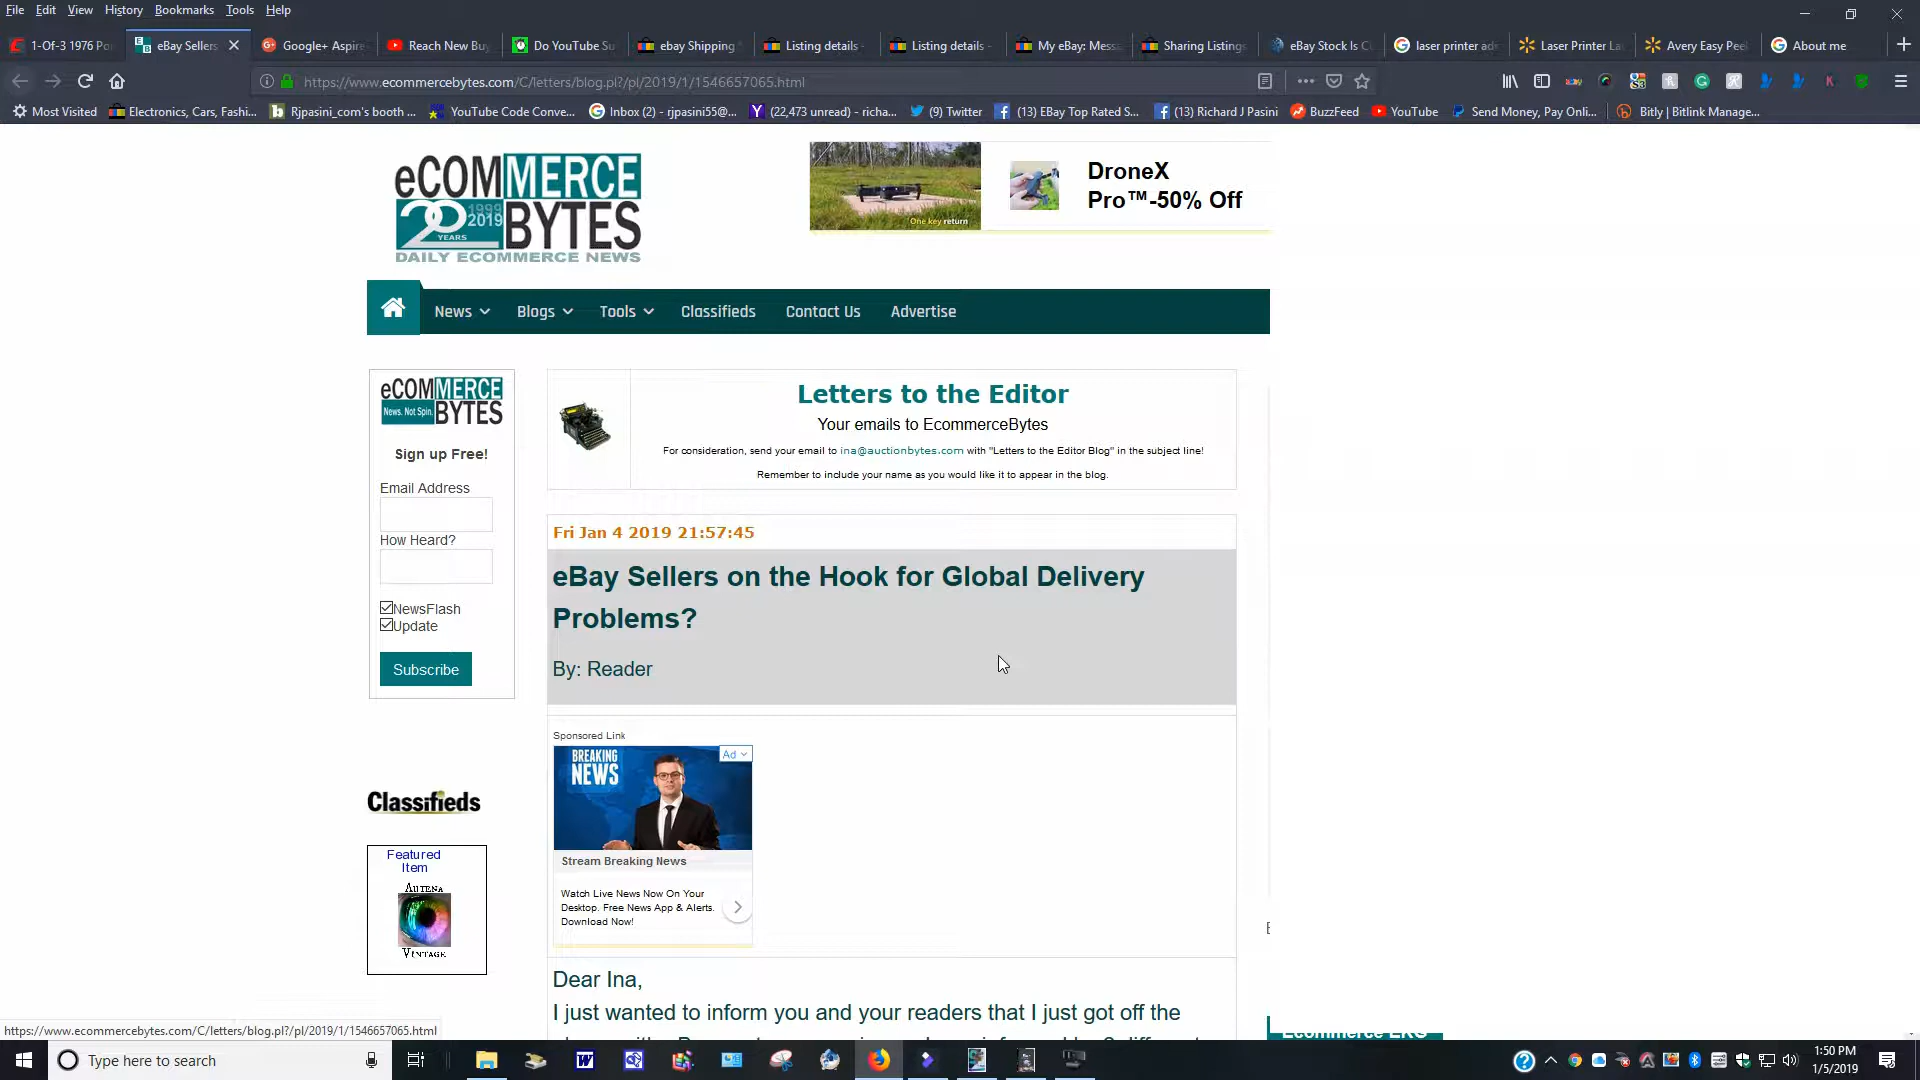 File Edit View History Bookmarks Tools Help
1-Of-3 1976 Po
eBay Sellers
Google+ Aspire
Reach New Bu
Do YouTube Su
ebay Shipping
Listing details -
Listing details -
My eBay: Mess
Sharing Listings
eBay Stock Is C
laser printer ad
Laser Printer La
Avery Easy Pee
About me
https://www.ecommercebytes.com/C/letters/blog.pl?/pl/2019/1/1546657065.html
Most Visited
Electronics, Cars, Fashi...
Rjpasini_com's booth ...
YouTube Code Conve...
Inbox (2) - rjpasini55@...
(22,473 unread) - richa...
(9) Twitter
(13) EBay Top Rated S...
(13) Richard J Pasini
BuzzFeed
YouTube
Send Money, Pay Onli...
Bitly | Bitlink Manage...
eCOMMERCE
20 YEARS 1999 2019 BYTES
DAILY ECOMMERCE NEWS
One key return
DroneX
Pro™-50% Off
News Blogs Tools Classifieds Contact Us Advertise
eCOMMERCE
News. Not Spin. BYTES
Sign up Free!
Email Address
How Heard?
NewsFlash
Update
Subscribe
Classifieds
Featured
Item
AUTENA
VINTAGE
Letters to the Editor
Your emails to EcommerceBytes
For consideration, send your email to ina@auctionbytes.com with "Letters to the Editor Blog" in the subject line!
Remember to include your name as you would like it to appear in the blog.
Fri Jan 4 2019 21:57:45
eBay Sellers on the Hook for Global Delivery
Problems?
By: Reader
Sponsored Link
BREAKING
NEWS
Ad
Stream Breaking News
Watch Live News Now On Your
Desktop. Free News App & Alerts.
Download Now!
Dear Ina,
I just wanted to inform you and your readers that I just got off the
Ecommerce EKG
https://www.ecommercebytes.com/C/letters/blog.pl?/pl/2019/1/1546657065.html
Type here to search
1:50 PM
1/5/2019